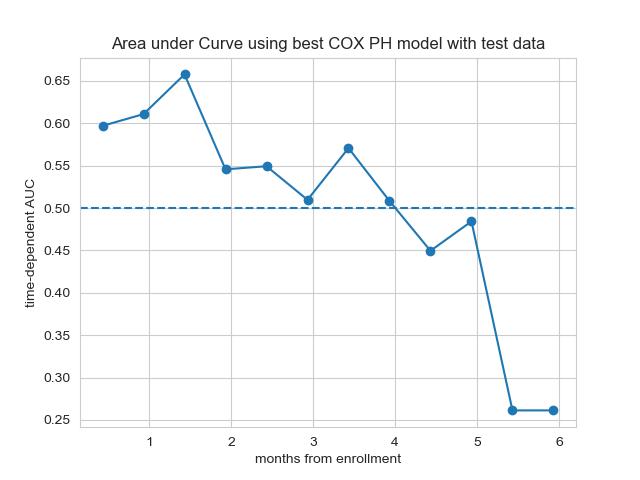 Area under Curve using best COX PH model with test data
time-dependent AUC
0.65
0.60
0.55
0.50
0.45
0.40
0.35
0.30
0.25
1 2 3 4 5 6
months from enrollment